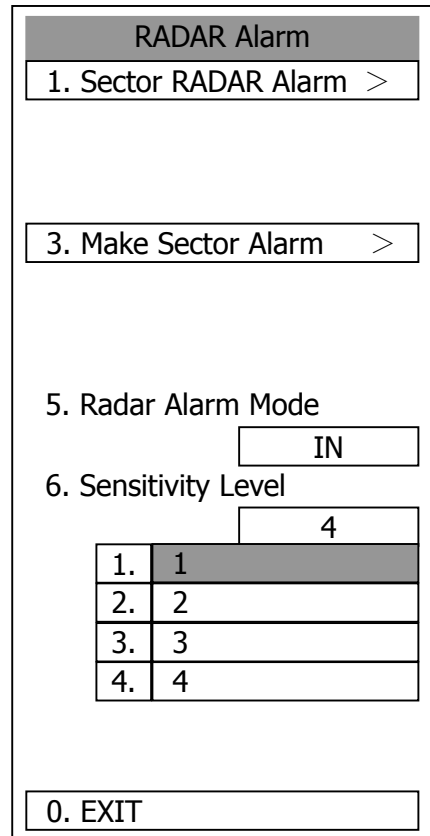 RADAR Alarm
1. Sector RADAR Alarm >
3. Make Sector Alarm >
5. Radar Alarm Mode
IN
6. Sensitivity Level
4
1. 1
2. 2
3. 3
4. 4
0. EXIT